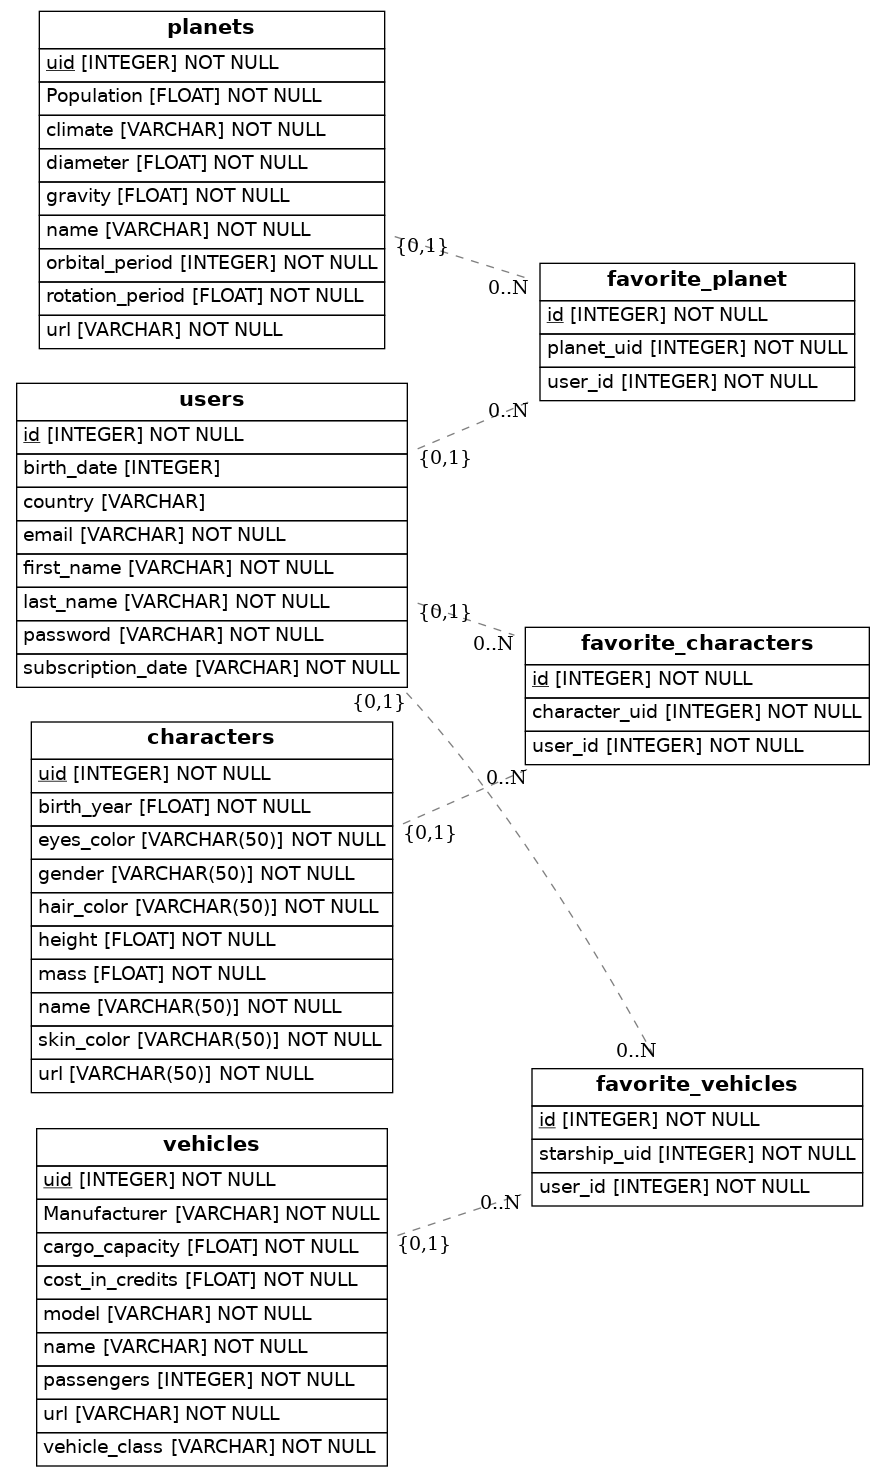 planets
uid [INTEGER] NOT NULL
Population [FLOAT] NOT NULL
climate [VARCHAR] NOT NULL
diameter [FLOAT] NOT NULL
gravity [FLOAT] NOT NULL
name [VARCHAR] NOT NULL
orbital_period [INTEGER] NOT NULL
rotation_period [FLOAT] NOT NULL
url [VARCHAR] NOT NULL
{0,1}
0..N
favorite_planet
id [INTEGER] NOT NULL
planet_uid [INTEGER] NOT NULL
user_id [INTEGER] NOT NULL
0..N
{0,1}
users
id [INTEGER] NOT NULL
birth_date [INTEGER]
country [VARCHAR]
email [VARCHAR] NOT NULL
first_name [VARCHAR] NOT NULL
last_name [VARCHAR] NOT NULL
password [VARCHAR] NOT NULL
subscription_date [VARCHAR] NOT NULL
{0,1}
0..N
{0,1}
favorite_characters
id [INTEGER] NOT NULL
character_uid [INTEGER] NOT NULL
user_id [INTEGER] NOT NULL
0..N
{0,1}
characters
uid [INTEGER] NOT NULL
birth_year [FLOAT] NOT NULL
eyes_color [VARCHAR(50)] NOT NULL
gender [VARCHAR(50)] NOT NULL
hair_color [VARCHAR(50)] NOT NULL
height [FLOAT] NOT NULL
mass [FLOAT] NOT NULL
name [VARCHAR(50)] NOT NULL
skin_color [VARCHAR(50)] NOT NULL
url [VARCHAR(50)] NOT NULL
0..N
favorite_vehicles
id [INTEGER] NOT NULL
starship_uid [INTEGER] NOT NULL
user_id [INTEGER] NOT NULL
0..N
{0,1}
vehicles
uid [INTEGER] NOT NULL
Manufacturer [VARCHAR] NOT NULL
cargo_capacity [FLOAT] NOT NULL
cost_in_credits [FLOAT] NOT NULL
model [VARCHAR] NOT NULL
name [VARCHAR] NOT NULL
passengers [INTEGER] NOT NULL
url [VARCHAR] NOT NULL
vehicle_class [VARCHAR] NOT NULL